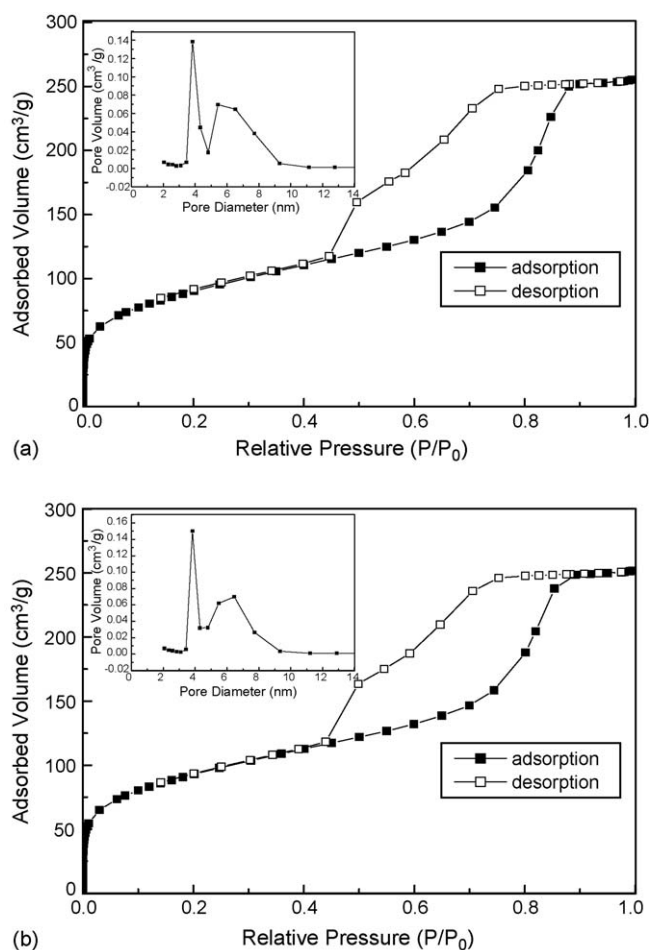 300
250
200
150
100
50
0
Adsorbed Volume (cm³/g)
0.0 0.2 0.4 0.6 0.8 1.0
Relative Pressure (P/P₀)
0.14
0.12
0.10
0.08
0.06
0.04
0.02
0.00
-0.02
Pore Volume (cm³/g)
0 2 4 6 8 10 12 14
Pore Diameter (nm)
adsorption
desorption
(a)
300
250
200
150
100
50
0
Adsorbed Volume (cm³/g)
0.0 0.2 0.4 0.6 0.8 1.0
Relative Pressure (P/P₀)
0.16
0.14
0.12
0.10
0.08
0.06
0.04
0.02
0.00
-0.02
Pore Volume (cm³/g)
0 2 4 6 8 10 12 14
Pore Diameter (nm)
adsorption
desorption
(b)